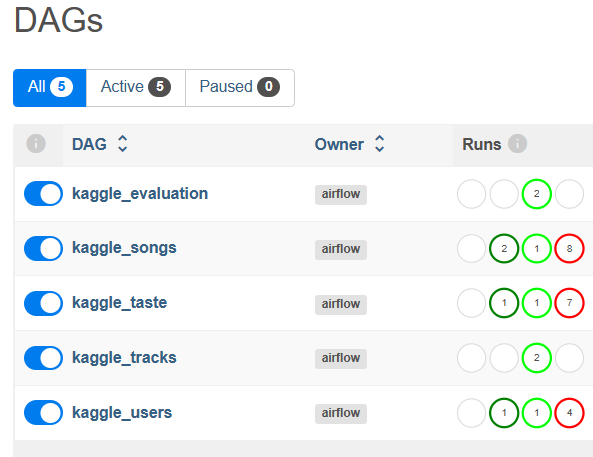 DAGs
All 5 Active 5 Paused 0
DAG Owner Runs
kaggle_evaluation airflow 2
kaggle_songs airflow 2 1 8
kaggle_taste airflow 1 1 7
kaggle_tracks airflow 2
kaggle_users airflow 1 1 4